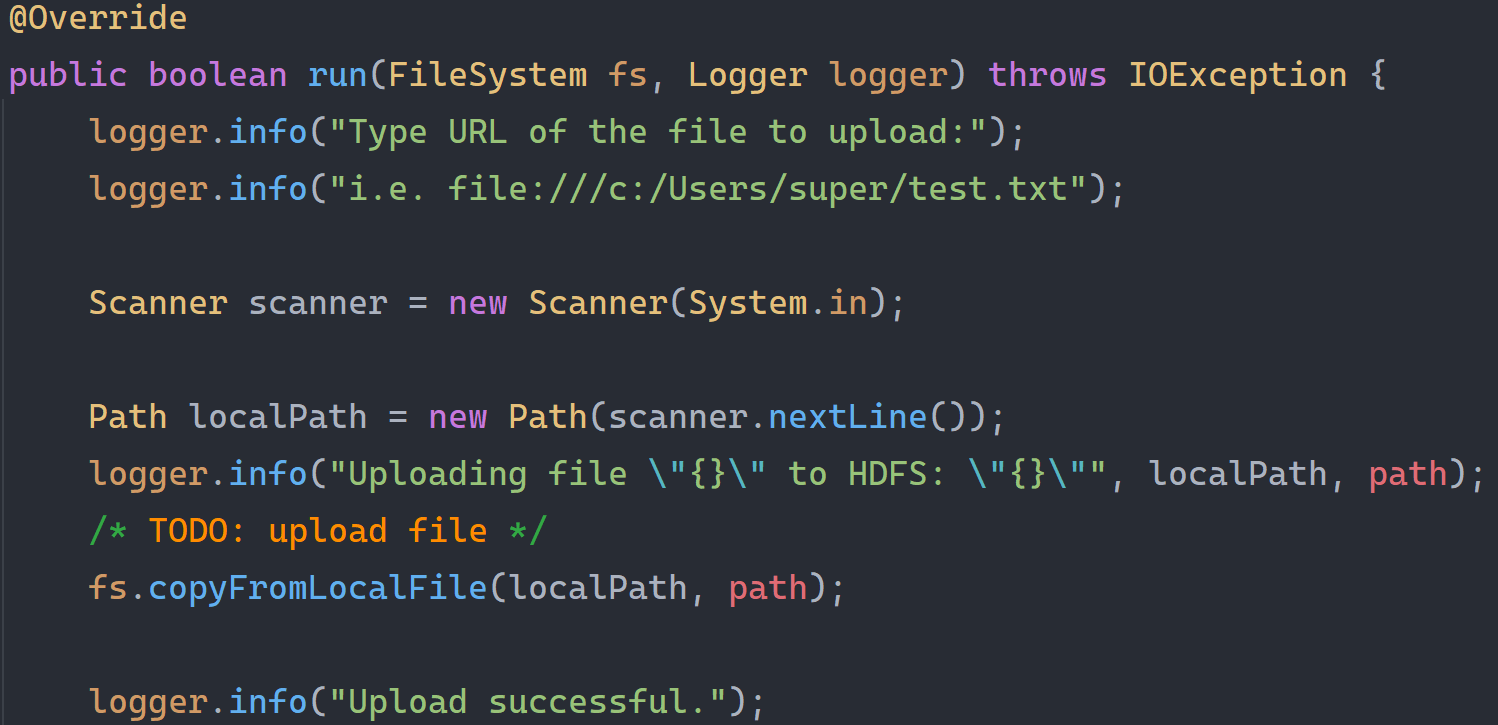 @Override
public boolean run(FileSystem fs, Logger logger) throws IOException {
    logger.info("Type URL of the file to upload:");
    logger.info("i.e. file:///c:/Users/super/test.txt");

    Scanner scanner = new Scanner(System.in);

    Path localPath = new Path(scanner.nextLine());
    logger.info("Uploading file \"{}\" to HDFS: \"{}\"", localPath, path);
    /* TODO: upload file */
    fs.copyFromLocalFile(localPath, path);

    logger.info("Upload successful.");